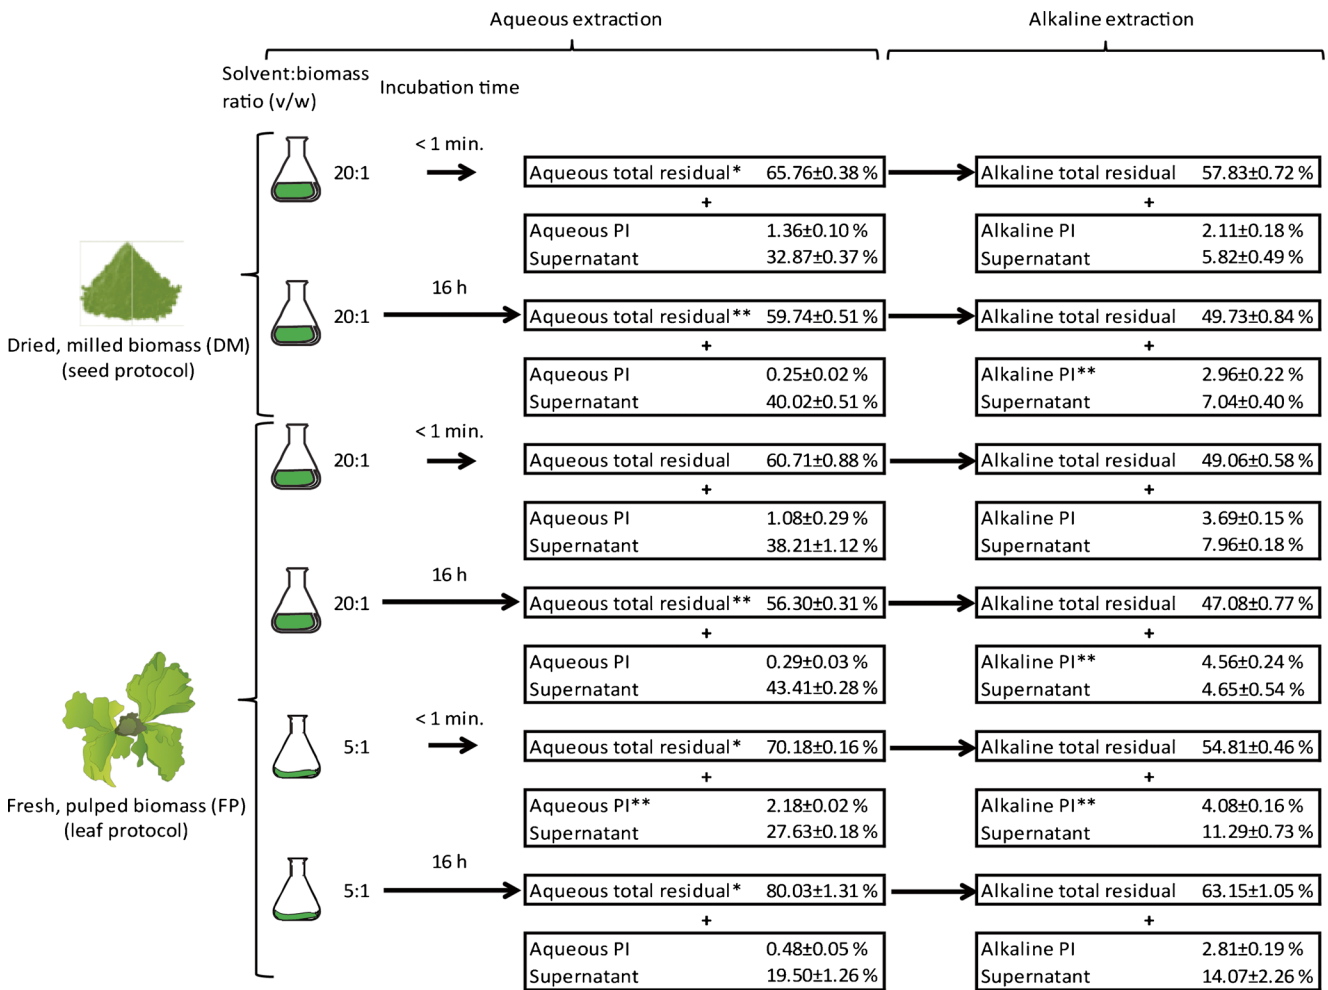 Aqueous extraction
Alkaline extraction
Solvent:biomass
ratio (v/w)
Incubation time
20:1
< 1 min.
Aqueous total residual* 65.76±0.38 %
Alkaline total residual 57.83±0.72 %
+
+
Aqueous PI 1.36±0.10 %
Supernatant 32.87±0.37 %
Alkaline PI 2.11±0.18 %
Supernatant 5.82±0.49 %
20:1
16 h
Aqueous total residual** 59.74±0.51 %
Alkaline total residual 49.73±0.84 %
+
+
Aqueous PI 0.25±0.02 %
Supernatant 40.02±0.51 %
Alkaline PI** 2.96±0.22 %
Supernatant 7.04±0.40 %
Dried, milled biomass (DM)
(seed protocol)
20:1
< 1 min.
Aqueous total residual 60.71±0.88 %
Alkaline total residual 49.06±0.58 %
+
+
Aqueous PI 1.08±0.29 %
Supernatant 38.21±1.12 %
Alkaline PI 3.69±0.15 %
Supernatant 7.96±0.18 %
20:1
16 h
Aqueous total residual** 56.30±0.31 %
Alkaline total residual 47.08±0.77 %
+
+
Aqueous PI 0.29±0.03 %
Supernatant 43.41±0.28 %
Alkaline PI** 4.56±0.24 %
Supernatant 4.65±0.54 %
5:1
< 1 min.
Aqueous total residual* 70.18±0.16 %
Alkaline total residual 54.81±0.46 %
+
+
Aqueous PI** 2.18±0.02 %
Supernatant 27.63±0.18 %
Alkaline PI** 4.08±0.16 %
Supernatant 11.29±0.73 %
Fresh, pulped biomass (FP)
(leaf protocol)
5:1
16 h
Aqueous total residual* 80.03±1.31 %
Alkaline total residual 63.15±1.05 %
+
+
Aqueous PI 0.48±0.05 %
Supernatant 19.50±1.26 %
Alkaline PI 2.81±0.19 %
Supernatant 14.07±2.26 %